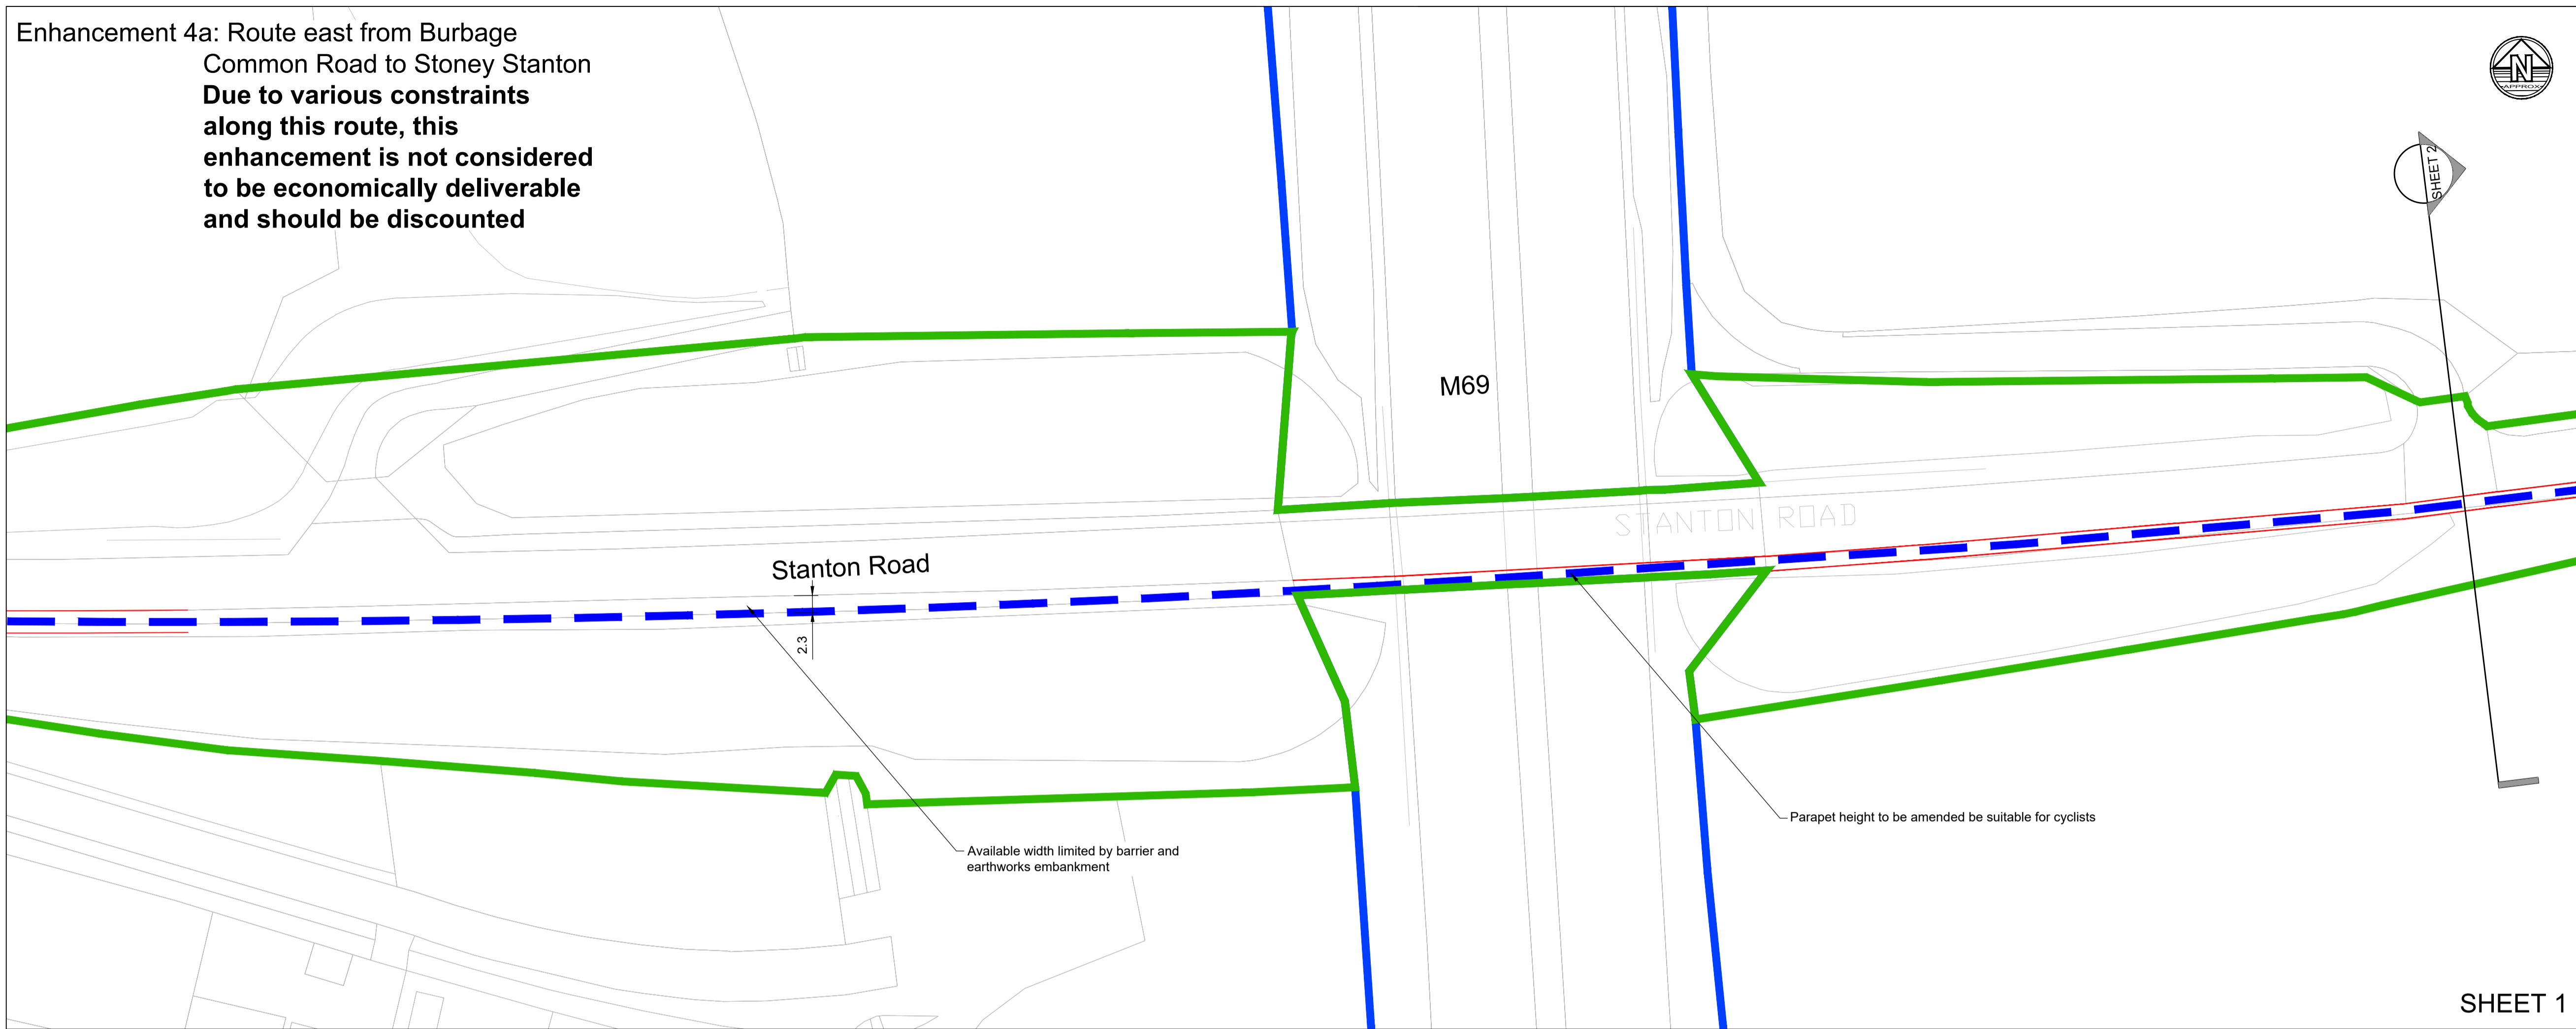 Enhancement 4a: Route east from Burbage
Common Road to Stoney Stanton
Due to various constraints
along this route, this
enhancement is not considered
to be economically deliverable
and should be discounted
N
APPROX
SHEET 2
M69
STANTON ROAD
Stanton Road
2.3
Parapet height to be amended be suitable for cyclists
Available width limited by barrier and
earthworks embankment
SHEET 1